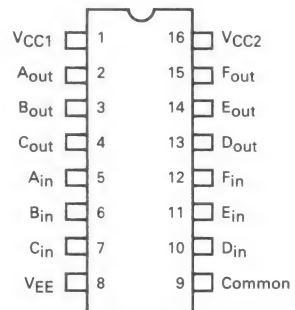 VCC1 1 16 VCC2
Aout 2 15 Fout
Bout 3 14 Eout
Cout 4 13 Dout
Ain 5 12 Fin
Bin 6 11 Ein
Cin 7 10 Din
VEE 8 9 Common